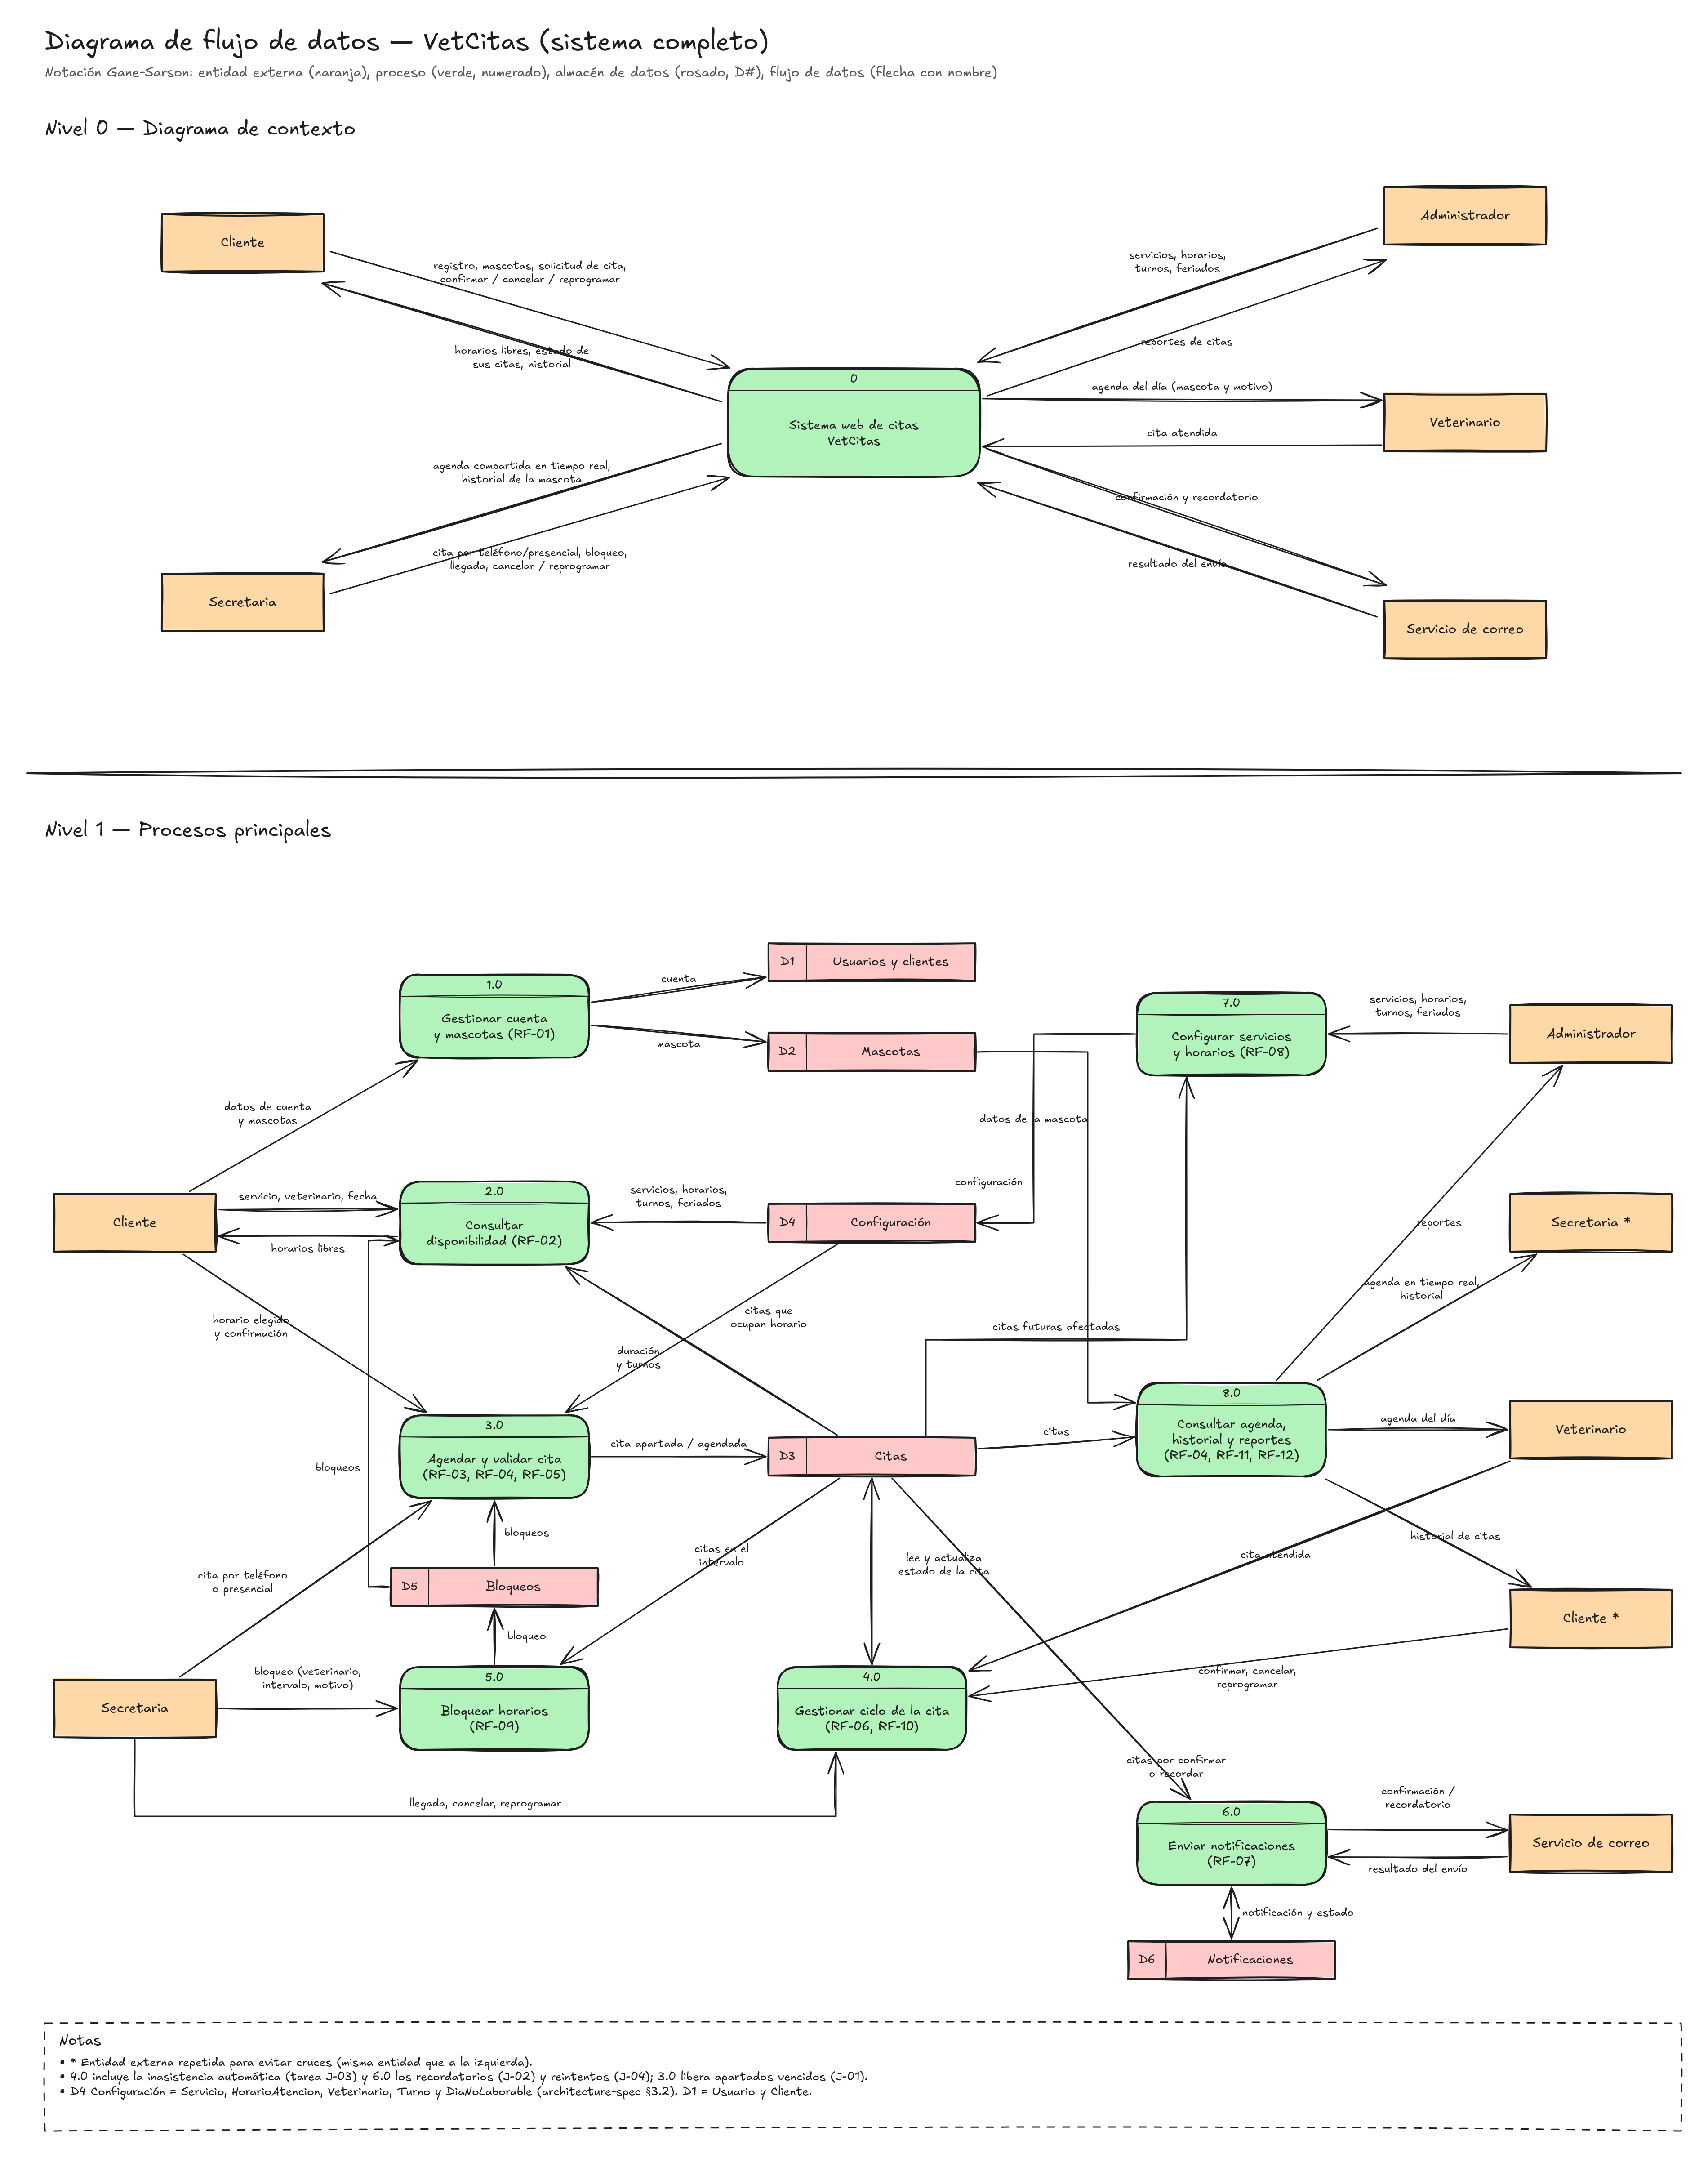 Diagrama de flujo de datos — VetCitas (sistema completo)
Notación Gane-Sarson: entidad externa (naranja), proceso (verde, numerado), almacén de datos (rosado, D#), flujo de datos (flecha con nombre)
Nivel 0 — Diagrama de contexto
Cliente
Administrador
registro, mascotas, solicitud de cita,
confirmar / cancelar / reprogramar
servicios, horarios,
turnos, feriados
horarios libres, estado de
sus citas, historial
reportes de citas
0
Sistema web de citas
VetCitas
agenda del día (mascota y motivo)
Veterinario
cita atendida
agenda compartida en tiempo real,
historial de la mascota
confirmación y recordatorio
cita por teléfono/presencial, bloqueo,
llegada, cancelar / reprogramar
resultado del envío
Secretaria
Servicio de correo
Nivel 1 — Procesos principales
1.0
Gestionar cuenta
y mascotas (RF-01)
cuenta
D1
Usuarios y clientes
mascota
D2
Mascotas
7.0
Configurar servicios
y horarios (RF-08)
servicios, horarios,
turnos, feriados
Administrador
datos de cuenta
y mascotas
datos de la mascota
configuración
Cliente
servicio, veterinario, fecha
horarios libres
2.0
Consultar
disponibilidad (RF-02)
servicios, horarios,
turnos, feriados
D4
Configuración
reportes
Secretaria *
agenda en tiempo real,
historial
horario elegido
y confirmación
citas que
ocupan horario
duración
y turnos
citas futuras afectadas
3.0
Agendar y validar cita
(RF-03, RF-04, RF-05)
cita apartada / agendada
D3
Citas
citas
8.0
Consultar agenda,
historial y reportes
(RF-04, RF-11, RF-12)
agenda del día
Veterinario
bloqueos
bloqueos
citas en el
intervalo
lee y actualiza
estado de la cita
cita atendida
historial de citas
cita por teléfono
o presencial
D5
Bloqueos
bloqueo
Cliente *
Secretaria
bloqueo (veterinario,
intervalo, motivo)
5.0
Bloquear horarios
(RF-09)
4.0
Gestionar ciclo de la cita
(RF-06, RF-10)
confirmar, cancelar,
reprogramar
llegada, cancelar, reprogramar
citas por confirmar
o recordar
6.0
Enviar notificaciones
(RF-07)
confirmación /
recordatorio
resultado del envío
Servicio de correo
notificación y estado
D6
Notificaciones
Notas
• * Entidad externa repetida para evitar cruces (misma entidad que a la izquierda).
• 4.0 incluye la inasistencia automática (tarea J-03) y 6.0 los recordatorios (J-02) y reintentos (J-04); 3.0 libera apartados vencidos (J-01).
• D4 Configuración = Servicio, HorarioAtencion, Veterinario, Turno y DiaNoLaborable (architecture-spec §3.2). D1 = Usuario y Cliente.